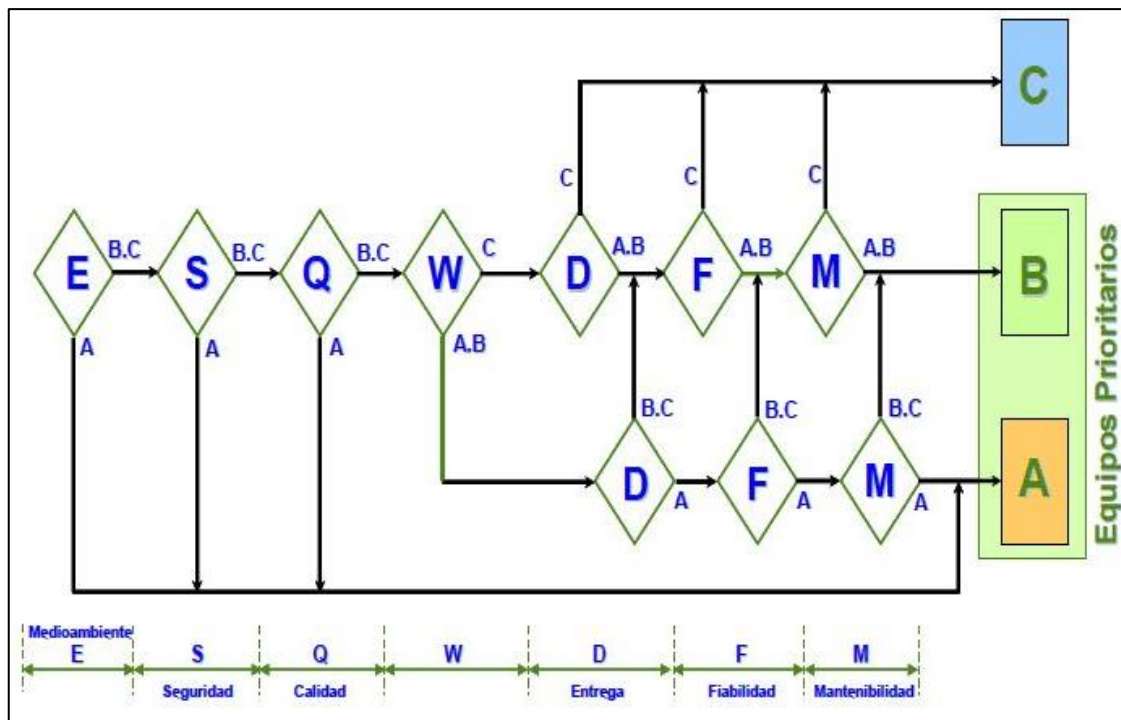 C
C
C
C
E
B.C
S
B.C
Q
B.C
W
C
D
A.B
F
A.B
M
A.B
B
A
A
A
A.B
B.C
B.C
B.C
D
A
F
A
M
A
A
Equipos Prioritarios
Medioambiente
E
S
Q
W
D
F
M
Seguridad
Calidad
Entrega
Fiabilidad
Mantenibilidad